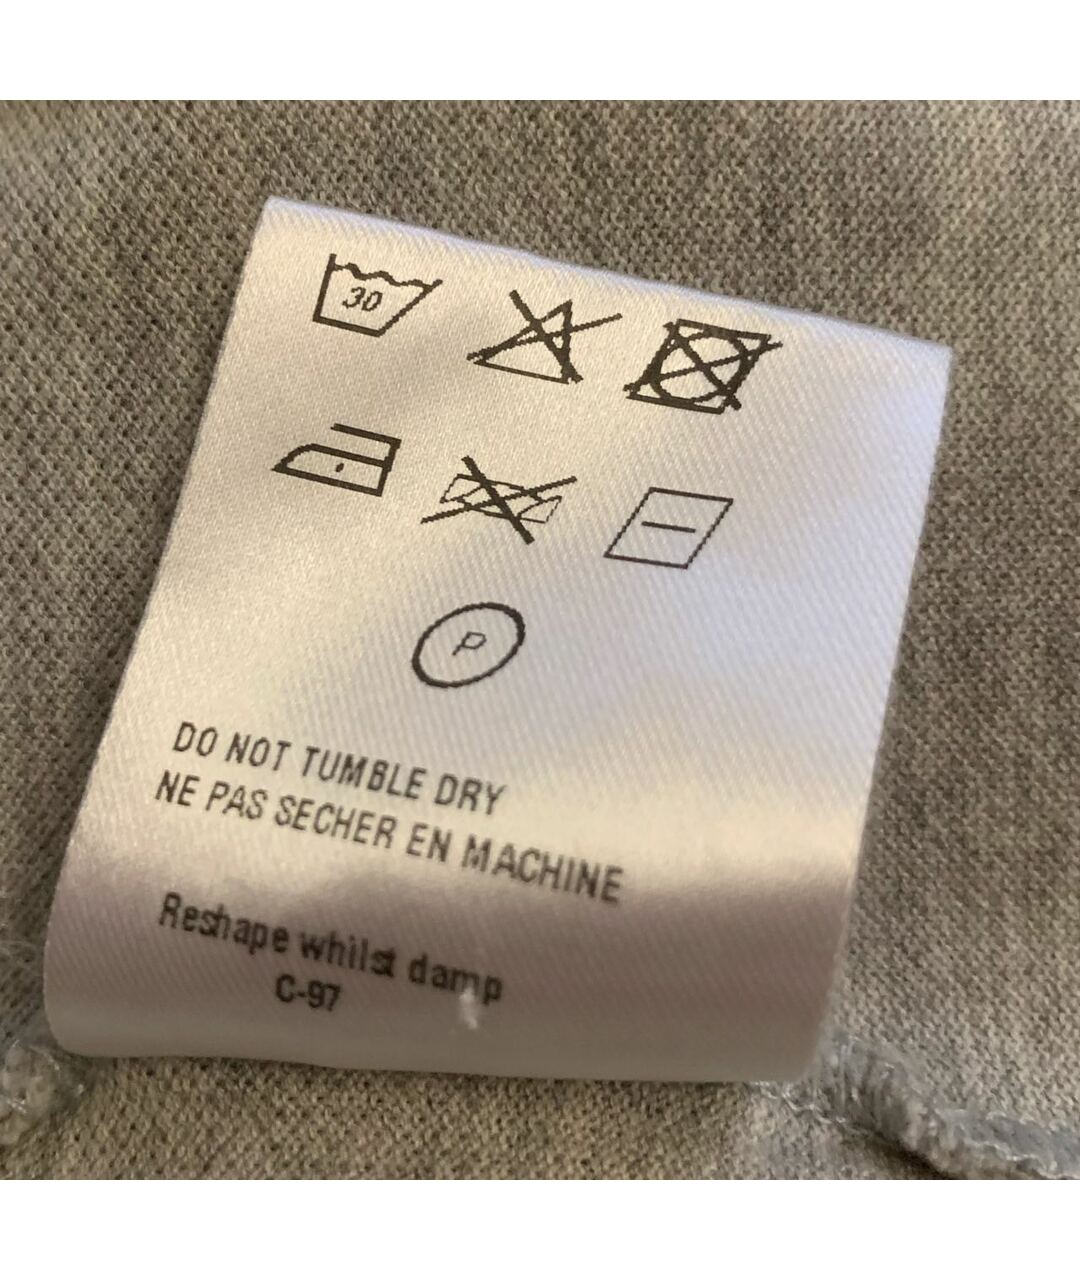 30
P
DO NOT TUMBLE DRY
NE PAS SECHER EN MACHINE
Reshape whilst damp
C-97